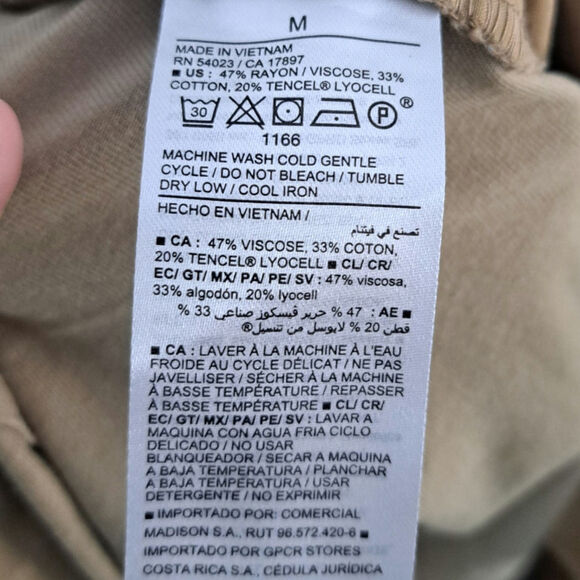 M
MADE IN VIETNAM
RN 54023 / CA 17897
■ US : 47% RAYON / VISCOSE, 33%
COTTON, 20% TENCEL® LYOCELL
30 P ®
1166
MACHINE WASH COLD GENTLE
CYCLE / DO NOT BLEACH / TUMBLE
DRY LOW / COOL IRON
HECHO EN VIETNAM /
تصنع في فيتنام
■ CA : 47% VISCOSE, 33% COTON,
20% TENCEL® LYOCELL ■ CL/ CR/
EC/ GT/ MX/ PA/ PE/ SV : 47% viscosa,
33% algodón, 20% lyocell
■ AE : 47 % حرير فيسكوز صناعي 33 %
قطن 20 % لايوسل من تنسيل®
■ CA : LAVER À LA MACHINE À L'EAU
FROIDE AU CYCLE DÉLICAT / NE PAS
JAVELLISER / SÉCHER À LA MACHINE
À BASSE TEMPÉRATURE / REPASSER
À BASSE TEMPÉRATURE ■ CL/ CR/
EC/ GT/ MX/ PA/ PE/ SV : LAVAR A
MAQUINA CON AGUA FRIA CICLO
DELICADO / NO USAR
BLANQUEADOR / SECAR A MAQUINA
A BAJA TEMPERATURA / PLANCHAR
A BAJA TEMPERATURA / USAR
DETERGENTE / NO EXPRIMIR
■ IMPORTADO POR: COMERCIAL
MADISON S.A., RUT 96.572.420-6 ■
IMPORTADO POR GPCR STORES
COSTA RICA S.A., CÉDULA JURÍDICA